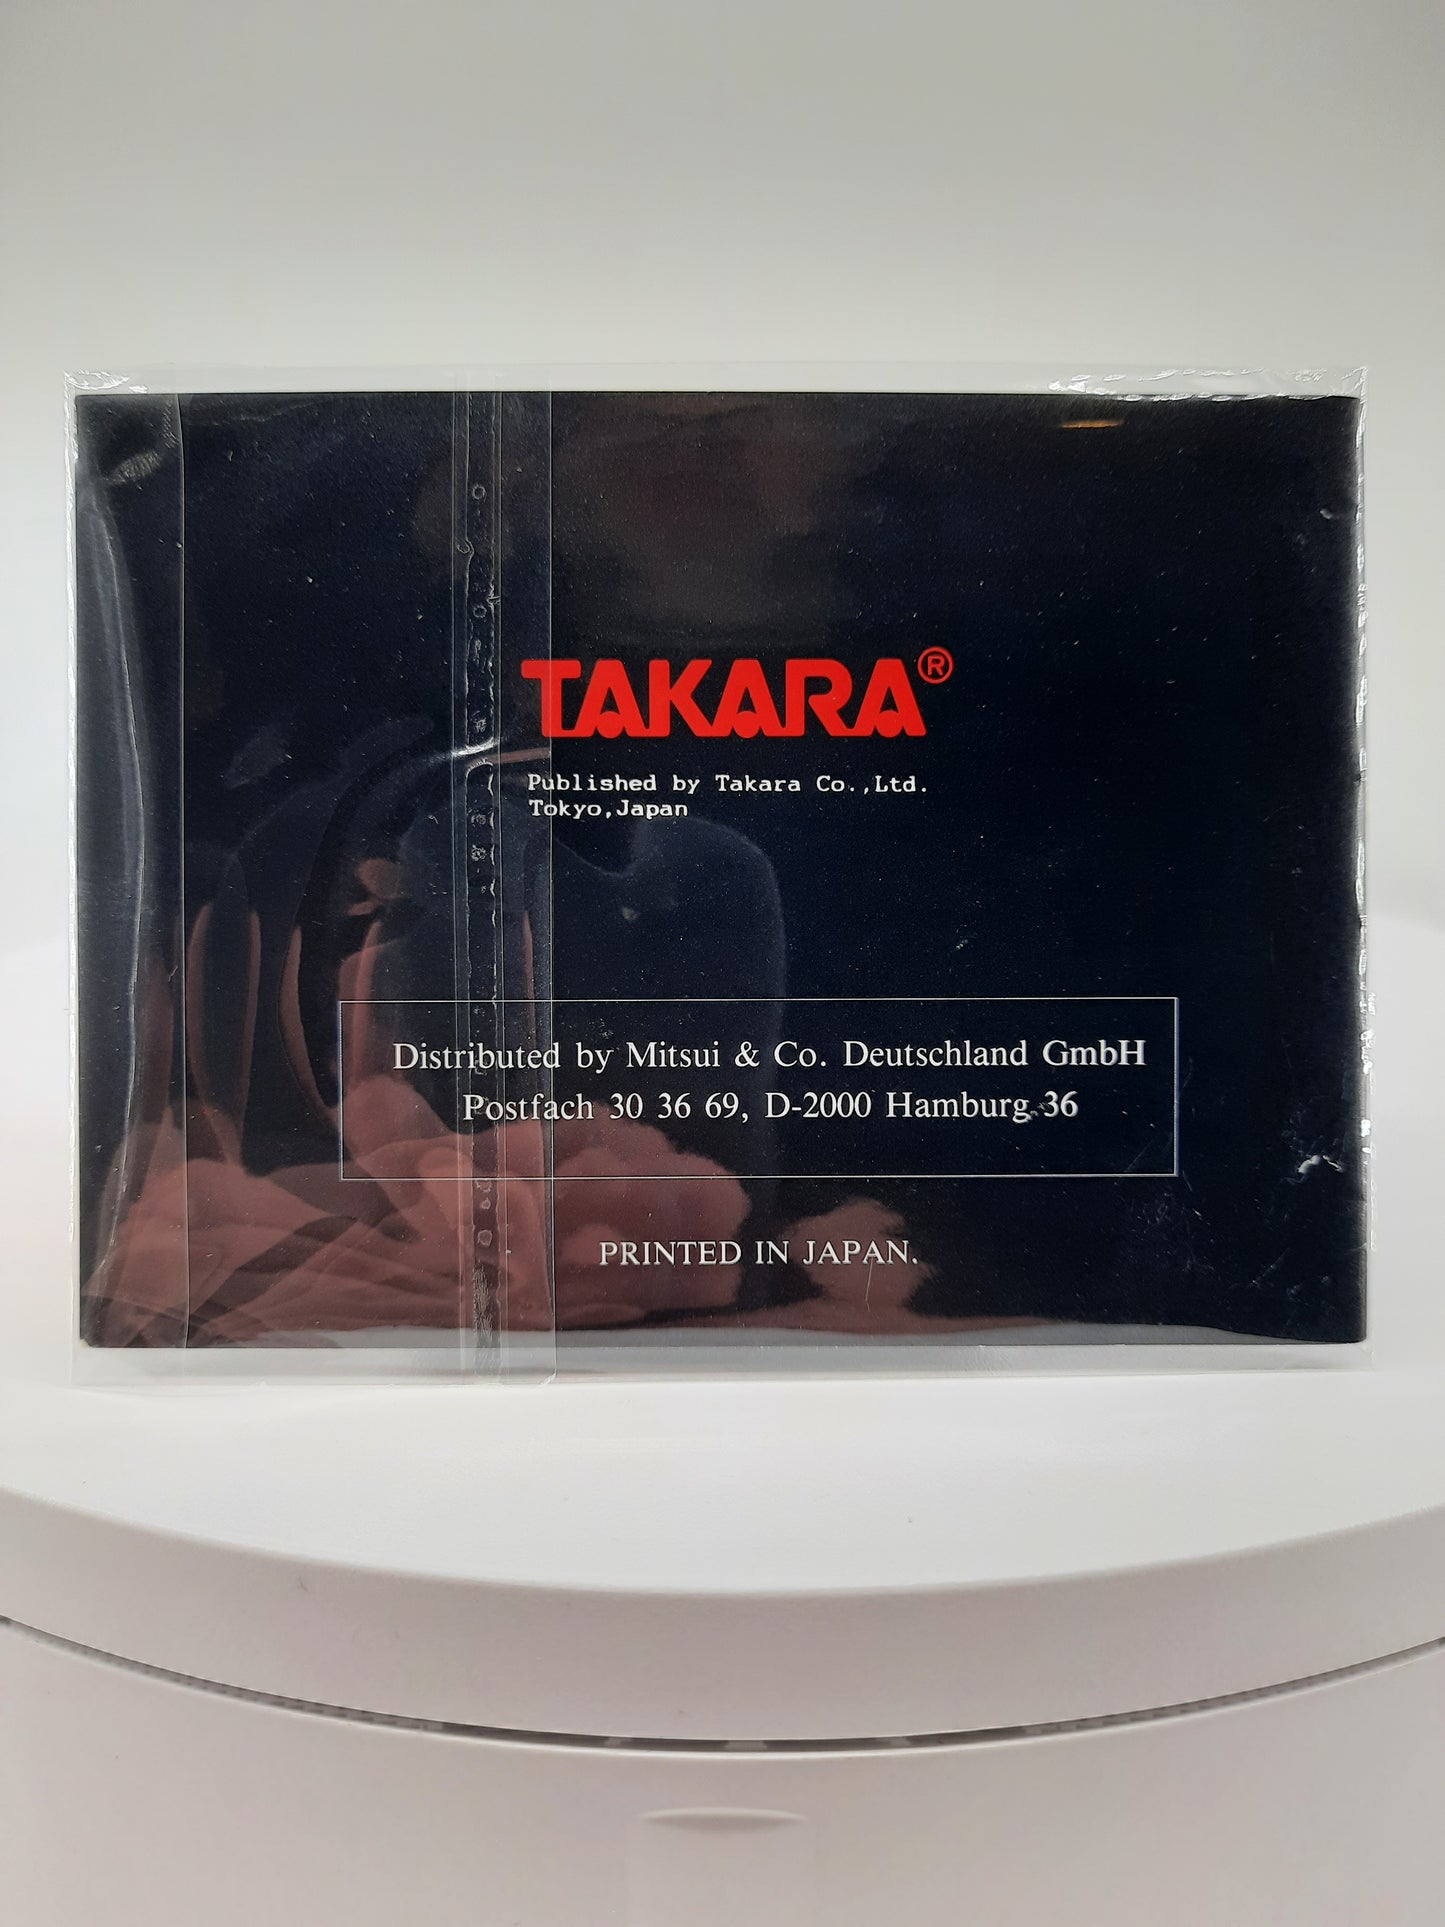 TAKARA®
Published by Takara Co.,Ltd.
Tokyo,Japan
Distributed by Mitsui & Co. Deutschland GmbH
Postfach 30 36 69, D-2000 Hamburg 36
PRINTED IN JAPAN.